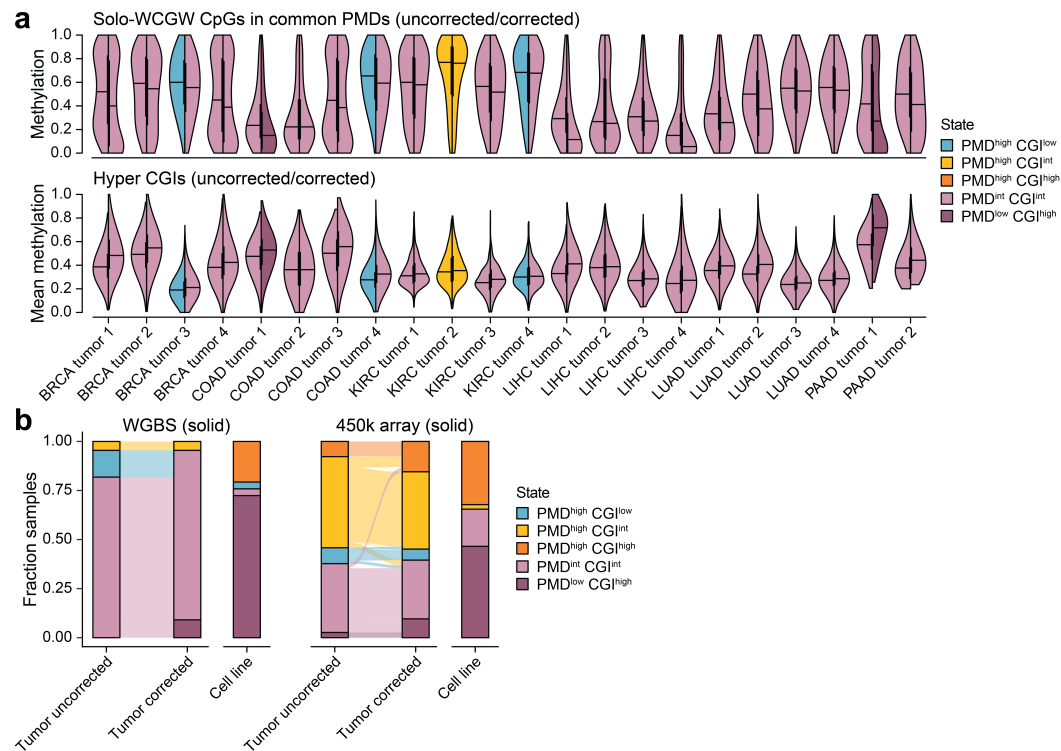 a
Solo-WCGW CpGs in common PMDs (uncorrected/corrected)
Methylation
1.0
0.8
0.6
0.4
0.2
0.0
Hyper CGIs (uncorrected/corrected)
Mean methylation
1.0
0.8
0.6
0.4
0.2
0.0
BRCA tumor 1
BRCA tumor 2
BRCA tumor 3
BRCA tumor 4
COAD tumor 1
COAD tumor 2
COAD tumor 3
COAD tumor 4
KIRC tumor 1
KIRC tumor 2
KIRC tumor 3
KIRC tumor 4
LIHC tumor 1
LIHC tumor 2
LIHC tumor 3
LIHC tumor 4
LUAD tumor 1
LUAD tumor 2
LUAD tumor 3
LUAD tumor 4
PAAD tumor 1
PAAD tumor 2
State
PMDhigh CGIlow
PMDhigh CGIint
PMDhigh CGIhigh
PMDint CGIint
PMDlow CGIhigh
b
WGBS (solid)
Fraction samples
1.00
0.75
0.50
0.25
0.00
Tumor uncorrected
Tumor corrected
Cell line
450k array (solid)
Tumor uncorrected
Tumor corrected
Cell line
State
PMDhigh CGIlow
PMDhigh CGIint
PMDhigh CGIhigh
PMDint CGIint
PMDlow CGIhigh